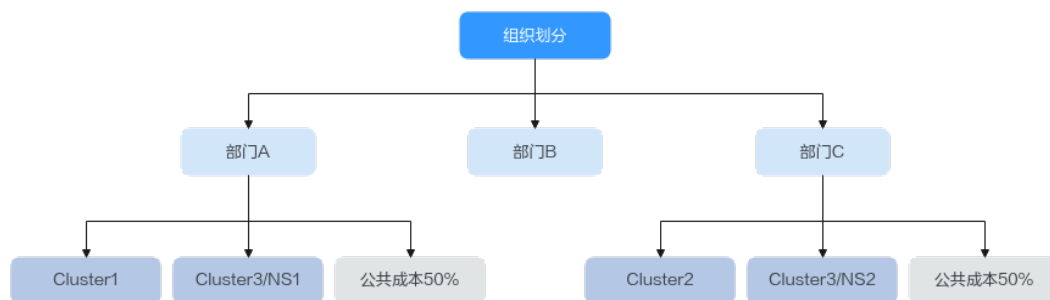 组织划分
部门A
部门B
部门C
Cluster1
Cluster3/NS1
公共成本50%
Cluster2
Cluster3/NS2
公共成本50%